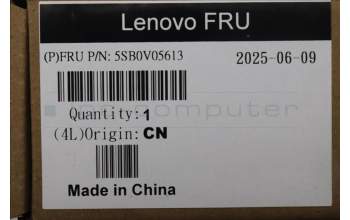 Lenovo FRU
(P)FRU P/N: 5SB0V05613 2025-06-09
Quantity:1
(4L)Origin:CN
Made in China